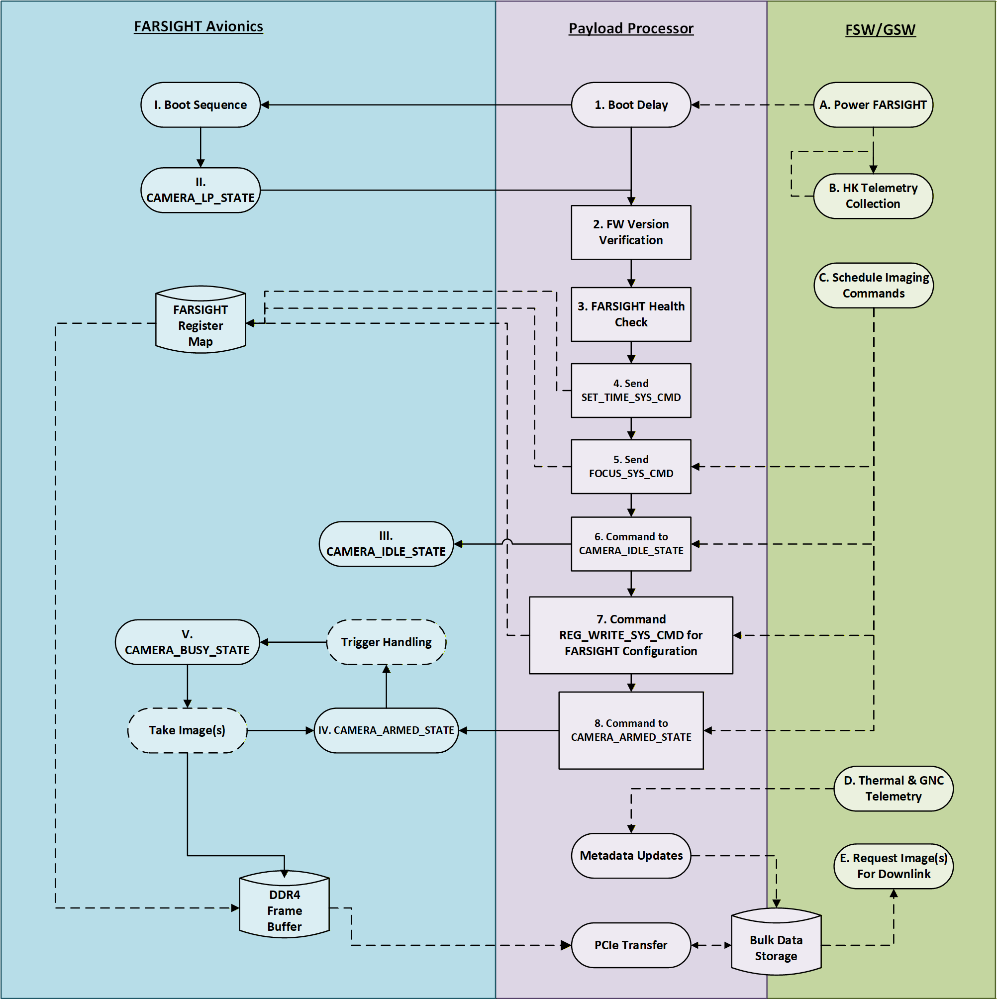 FARSIGHT Avionics
Payload Processor
FSW/GSW
I. Boot Sequence
1. Boot Delay
A. Power FARSIGHT
II.
CAMERA_LP_STATE
B. HK Telemetry
Collection
2. FW Version
Verification
C. Schedule Imaging
Commands
FARSIGHT
Register
Map
3. FARSIGHT Health
Check
4. Send
SET_TIME_SYS_CMD
5. Send
FOCUS_SYS_CMD
III.
CAMERA_IDLE_STATE
6. Command to
CAMERA_IDLE_STATE
V.
CAMERA_BUSY_STATE
Trigger Handling
7. Command
REG_WRITE_SYS_CMD for
FARSIGHT Configuration
Take Image(s)
IV. CAMERA_ARMED_STATE
8. Command to
CAMERA_ARMED_STATE
D. Thermal & GNC
Telemetry
Metadata Updates
E. Request Image(s)
For Downlink
DDR4
Frame
Buffer
PCIe Transfer
Bulk Data
Storage